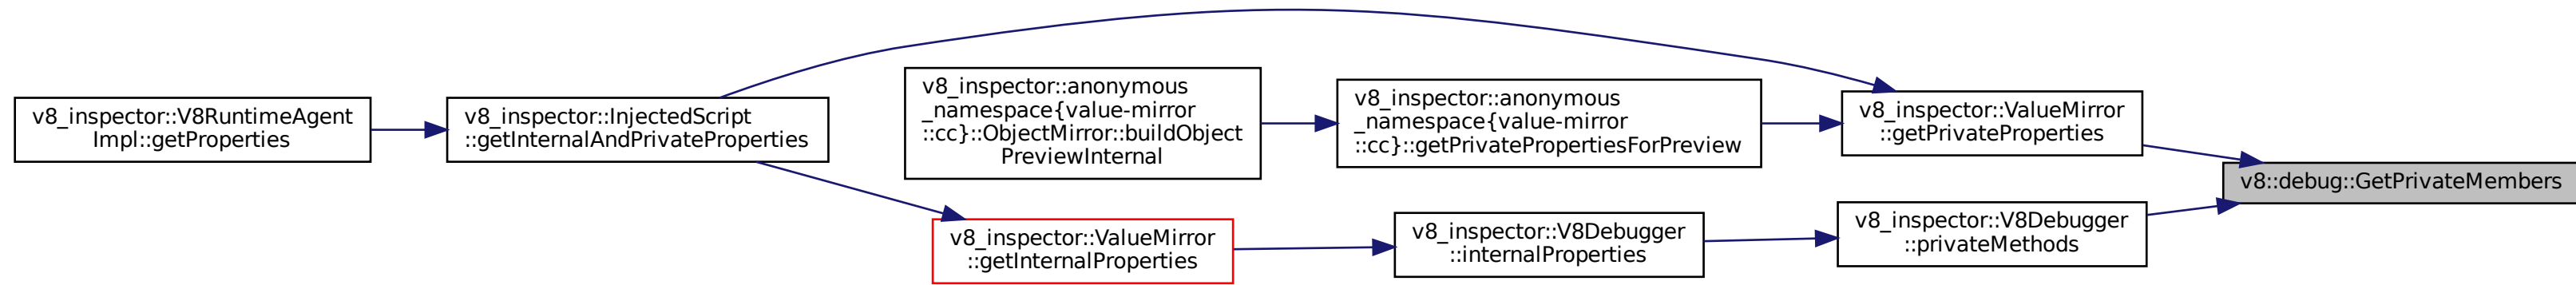 v8_inspector::V8RuntimeAgent
Impl::getProperties
v8_inspector::InjectedScript
::getInternalAndPrivateProperties
v8_inspector::anonymous
_namespace{value-mirror
::cc}::ObjectMirror::buildObject
PreviewInternal
v8_inspector::anonymous
_namespace{value-mirror
::cc}::getPrivatePropertiesForPreview
v8_inspector::ValueMirror
::getPrivateProperties
v8::debug::GetPrivateMembers
v8_inspector::ValueMirror
::getInternalProperties
v8_inspector::V8Debugger
::internalProperties
v8_inspector::V8Debugger
::privateMethods